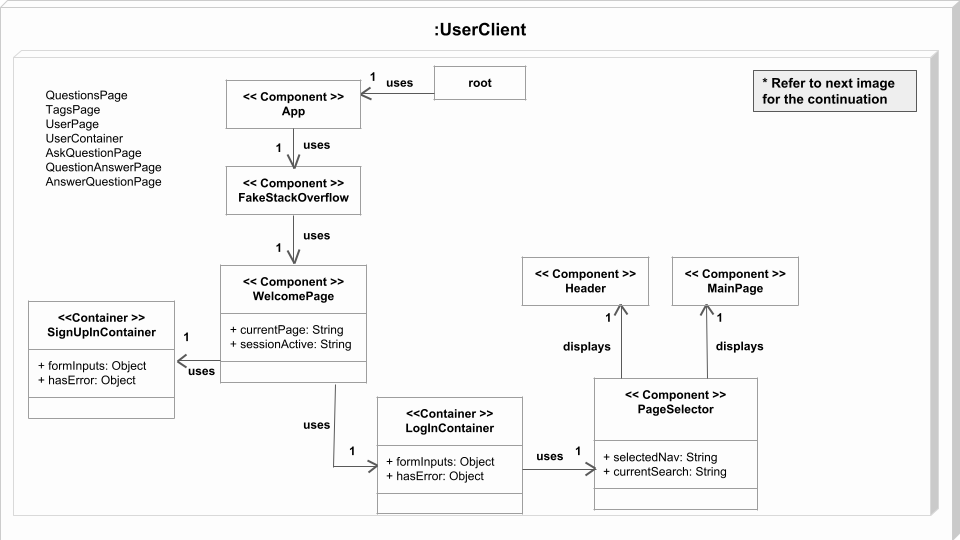 :UserClient
QuestionsPage
TagsPage
UserPage
UserContainer
AskQuestionPage
QuestionAnswerPage
AnswerQuestionPage
<< Component >>
App
1
uses
root
* Refer to next image
for the continuation
1
uses
<< Component >>
FakeStackOverflow
1
uses
<< Component >>
WelcomePage
+ currentPage: String
+ sessionActive: String
1
uses
<<Container >>
SignUpInContainer
+ formInputs: Object
+ hasError: Object
uses
1
<<Container >>
LogInContainer
+ formInputs: Object
+ hasError: Object
uses
1
<< Component >>
PageSelector
+ selectedNav: String
+ currentSearch: String
displays
1
<< Component >>
Header
displays
1
<< Component >>
MainPage